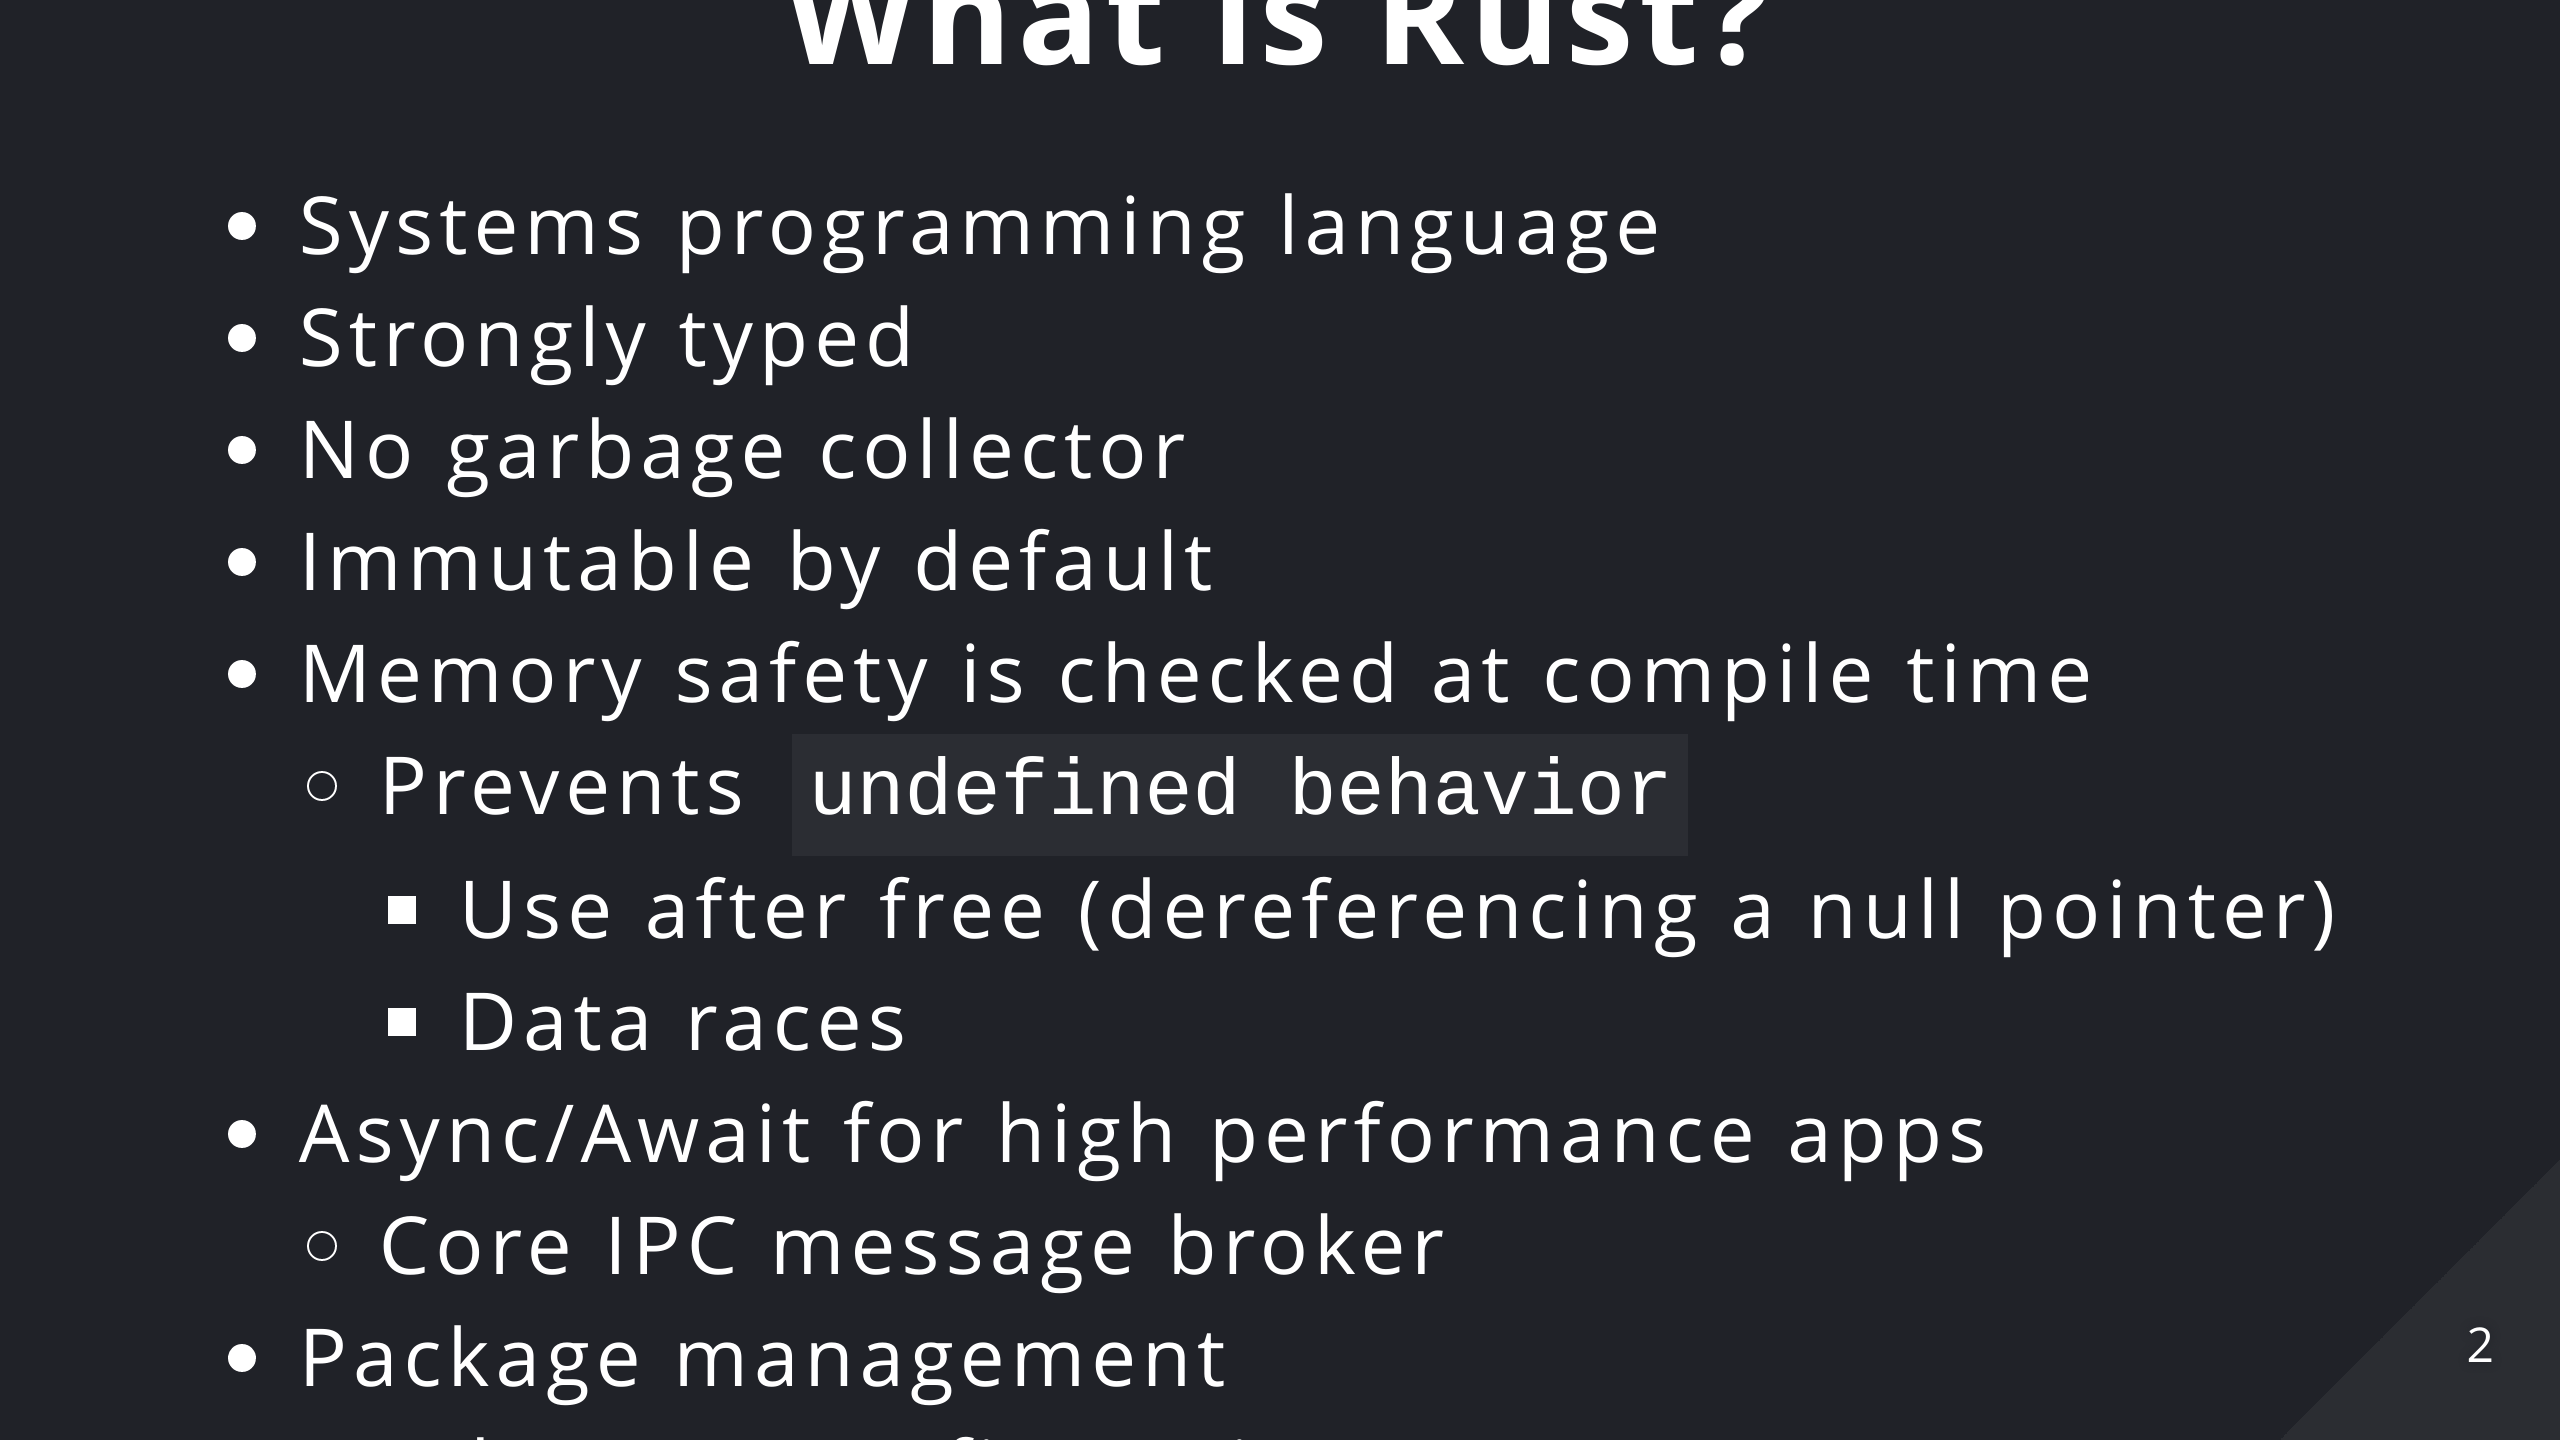 What is Rust?
Systems programming language
Strongly typed
No garbage collector
Immutable by default
Memory safety is checked at compile time
Prevents undefined behavior
Use after free (dereferencing a null pointer)
Data races
Async/Await for high performance apps
Core IPC message broker
Package management
2